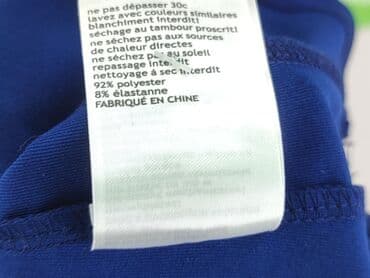 ne pas dépasser 30c
lavez avec couleurs similaires
blanchiment interdit!
séchage au tambour proscrit!
ne séchez pas aux sources
de chaleur directes
ne séchez pas au soleil
repassage interdit
nettoyage á sec interdit
92% polyester
8% élastanne
FABRIQUÉ EN CHINE